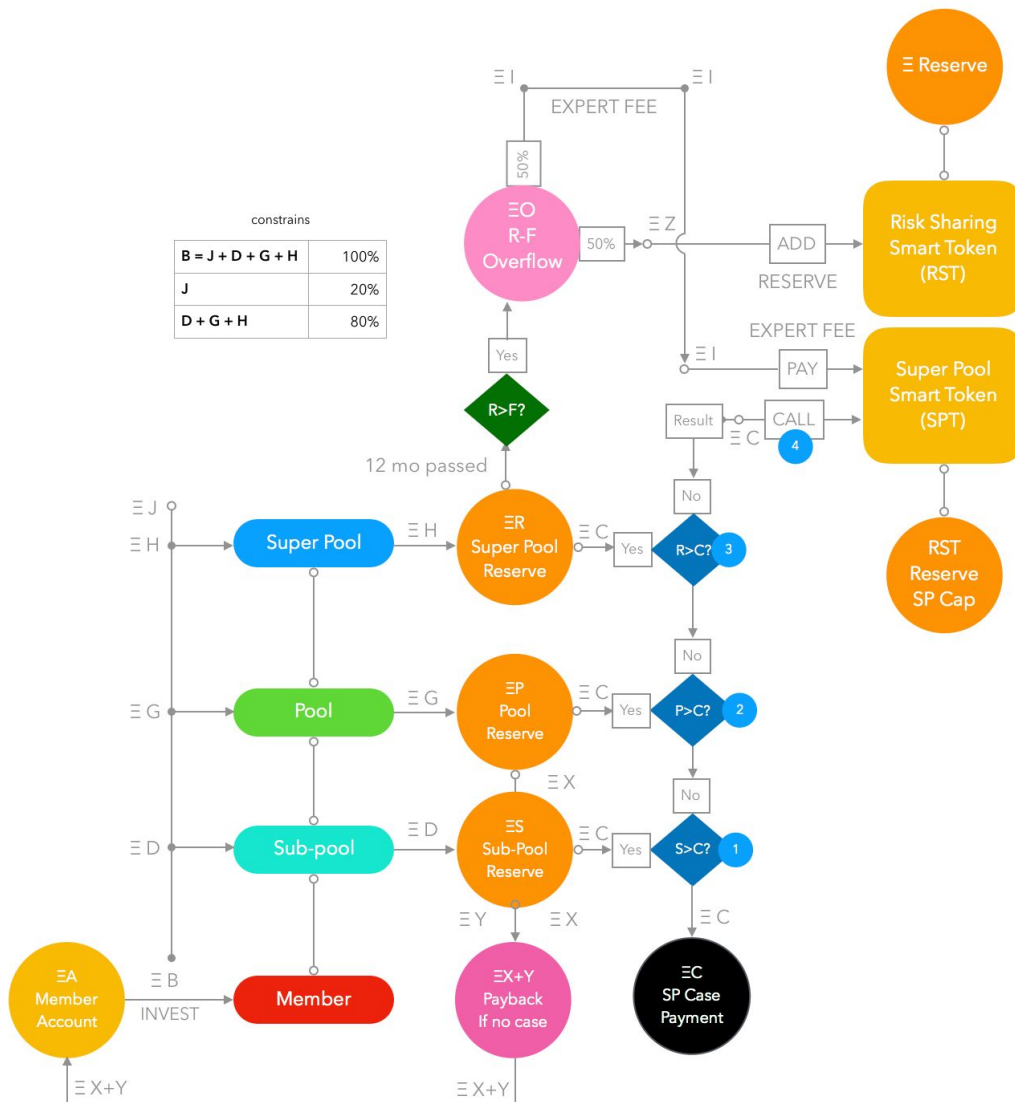 Ξ Reserve
Ξ I
Ξ I
EXPERT FEE
50%
ΞO
R-F
Overflow
50%
Ξ Z
ADD
RESERVE
Risk Sharing
Smart Token
(RST)
constrains
B = J + D + G + H 100%
J 20%
D + G + H 80%
EXPERT FEE
Ξ I
PAY
Super Pool
Smart Token
(SPT)
Yes
R>F?
Result
Ξ C
CALL
4
12 mo passed
No
Ξ J
Ξ H
Super Pool
Ξ H
ΞR
Super Pool
Reserve
Ξ C
Yes
R>C?
3
RST
Reserve
SP Cap
No
Ξ G
Pool
Ξ G
ΞP
Pool
Reserve
Ξ C
Yes
P>C?
2
Ξ X
No
Ξ D
Sub-pool
Ξ D
ΞS
Sub-Pool
Reserve
Ξ C
Yes
S>C?
1
Ξ Y
Ξ X
Ξ C
ΞA
Member
Account
Ξ B
INVEST
Member
ΞX+Y
Payback
If no case
ΞC
SP Case
Payment
Ξ X+Y
Ξ X+Y